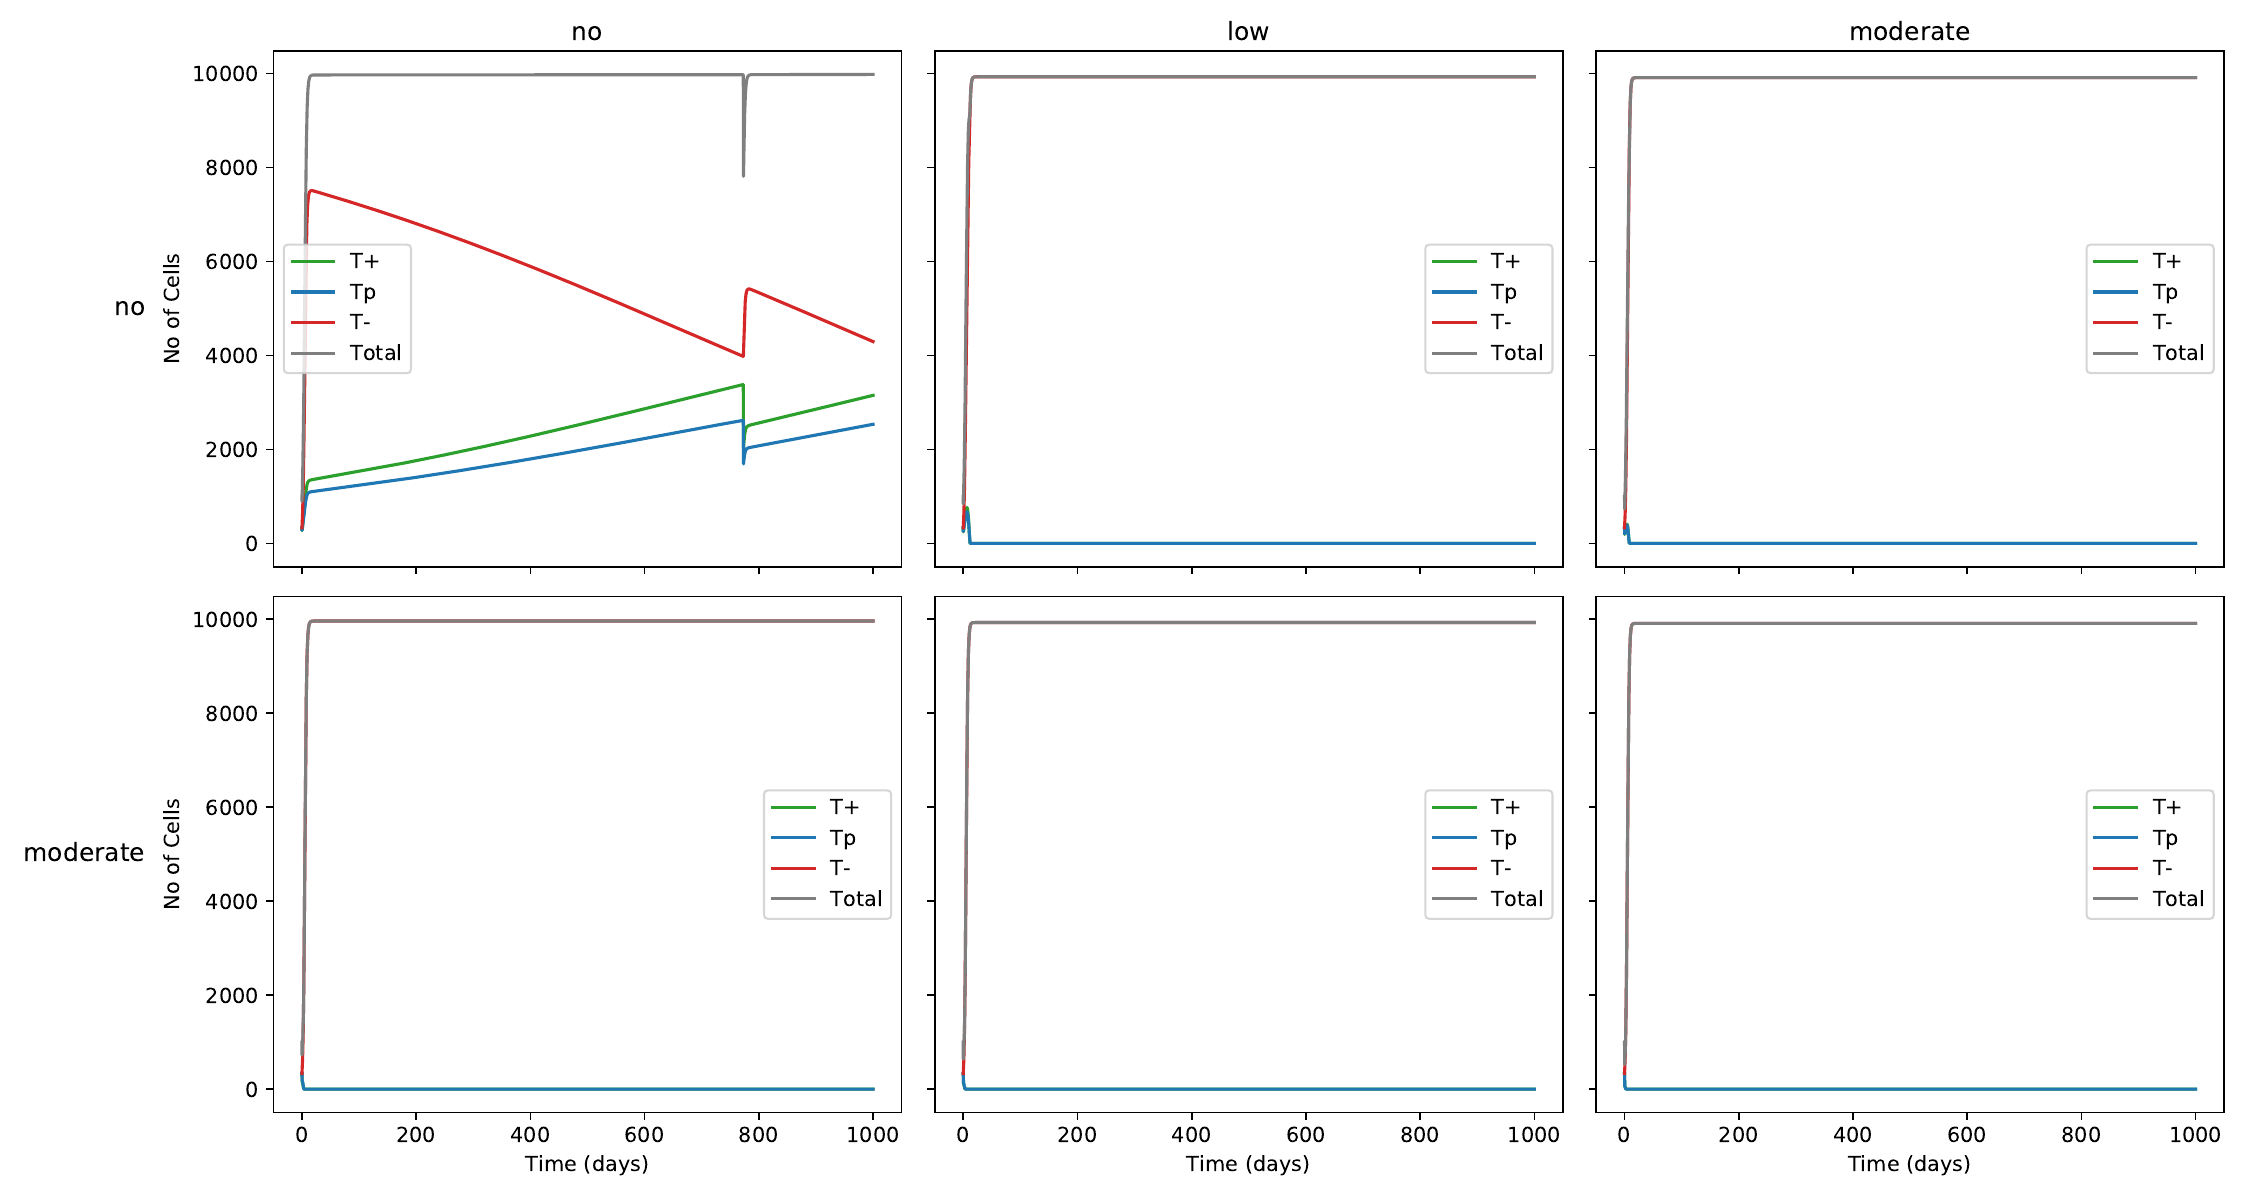 no low moderate
10000
8000
6000
4000
2000
0
no
No of Cells
T+
Tp
T-
Total
T+
Tp
T-
Total
T+
Tp
T-
Total
10000
8000
6000
4000
2000
0
moderate
No of Cells
T+
Tp
T-
Total
T+
Tp
T-
Total
T+
Tp
T-
Total
0 200 400 600 800 1000
0 200 400 600 800 1000
0 200 400 600 800 1000
Time (days)
Time (days)
Time (days)